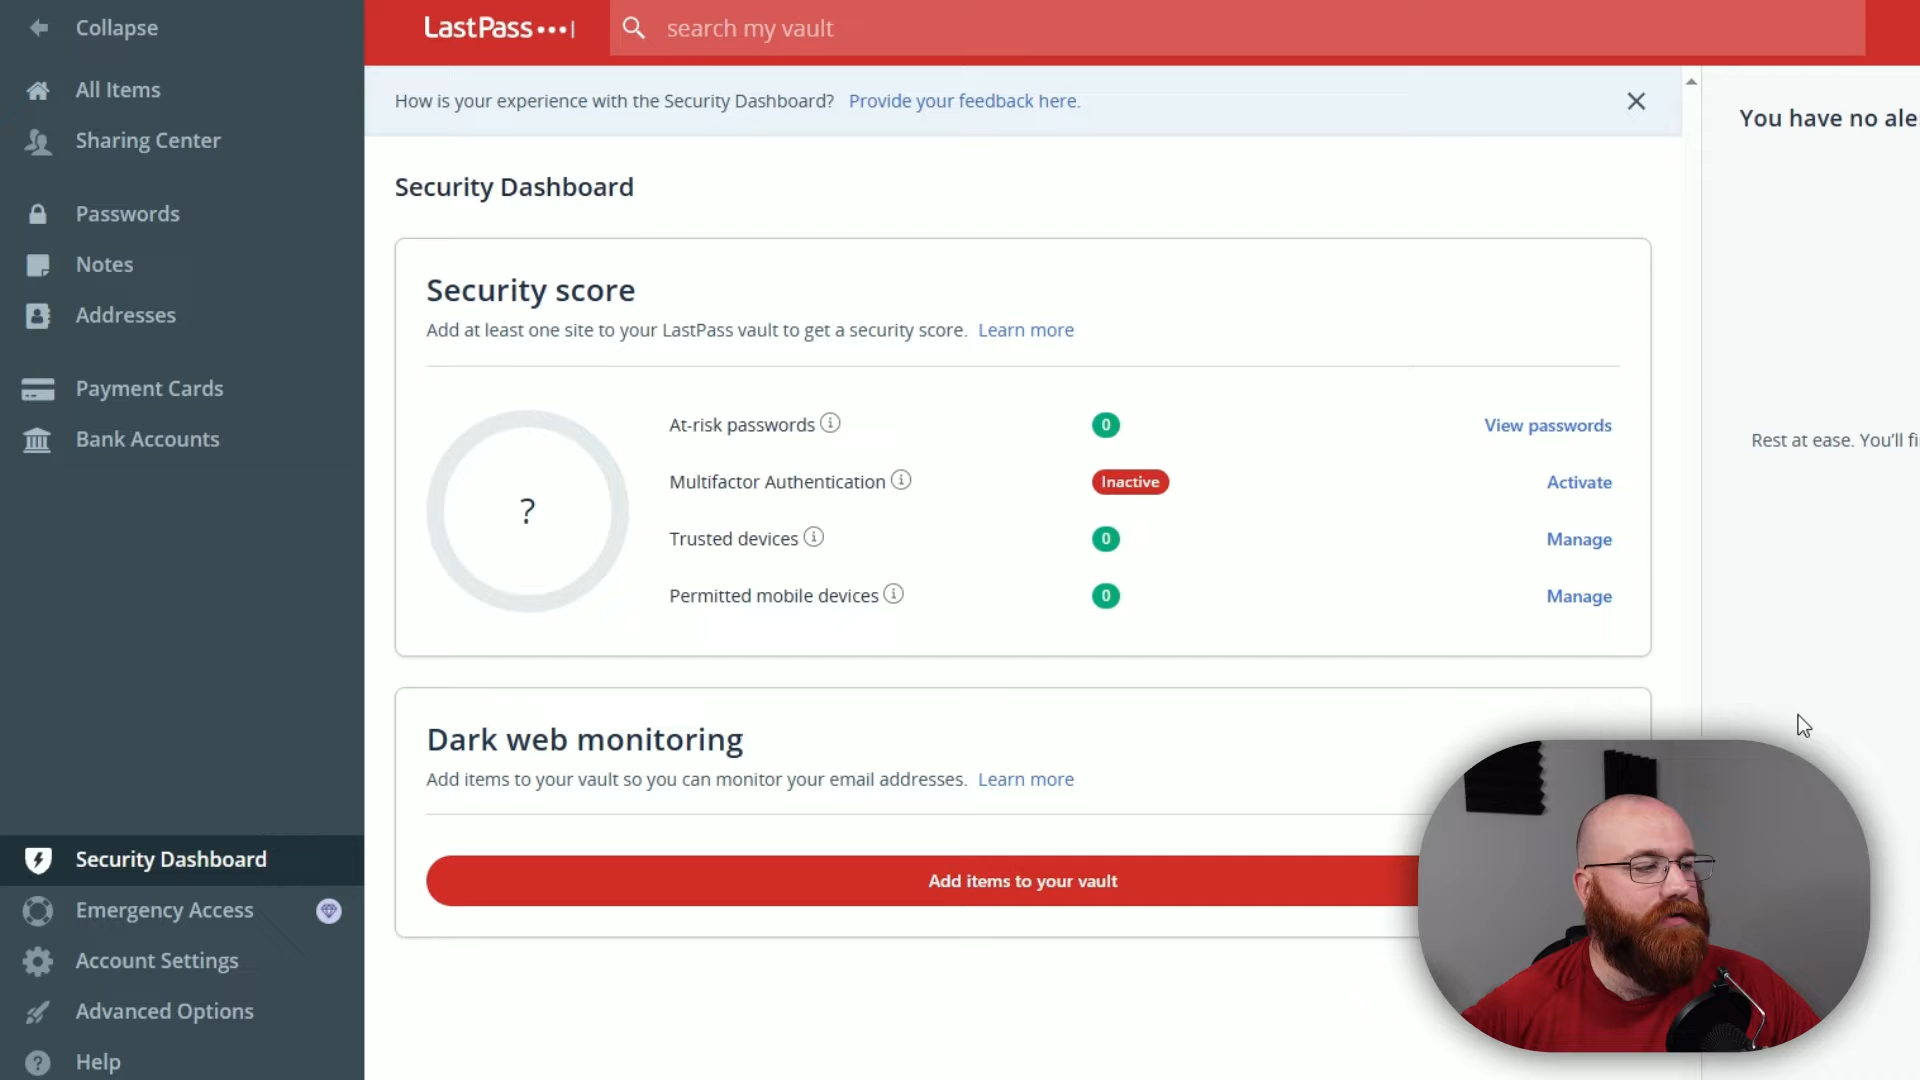 Collapse
LastPass
search my vault
All Items
Sharing Center
Passwords
Notes
Addresses
Payment Cards
Bank Accounts
Security Dashboard
Emergency Access
Account Settings
Advanced Options
Help
How is your experience with the Security Dashboard? Provide your feedback here.
Security Dashboard
Security score
Add at least one site to your LastPass vault to get a security score. Learn more
?
At-risk passwords 0 View passwords
Multifactor Authentication Inactive Activate
Trusted devices 0 Manage
Permitted mobile devices 0 Manage
Dark web monitoring
Add items to your vault so you can monitor your email addresses. Learn more
Add items to your vault
You have no ale
Rest at ease. You'll fi